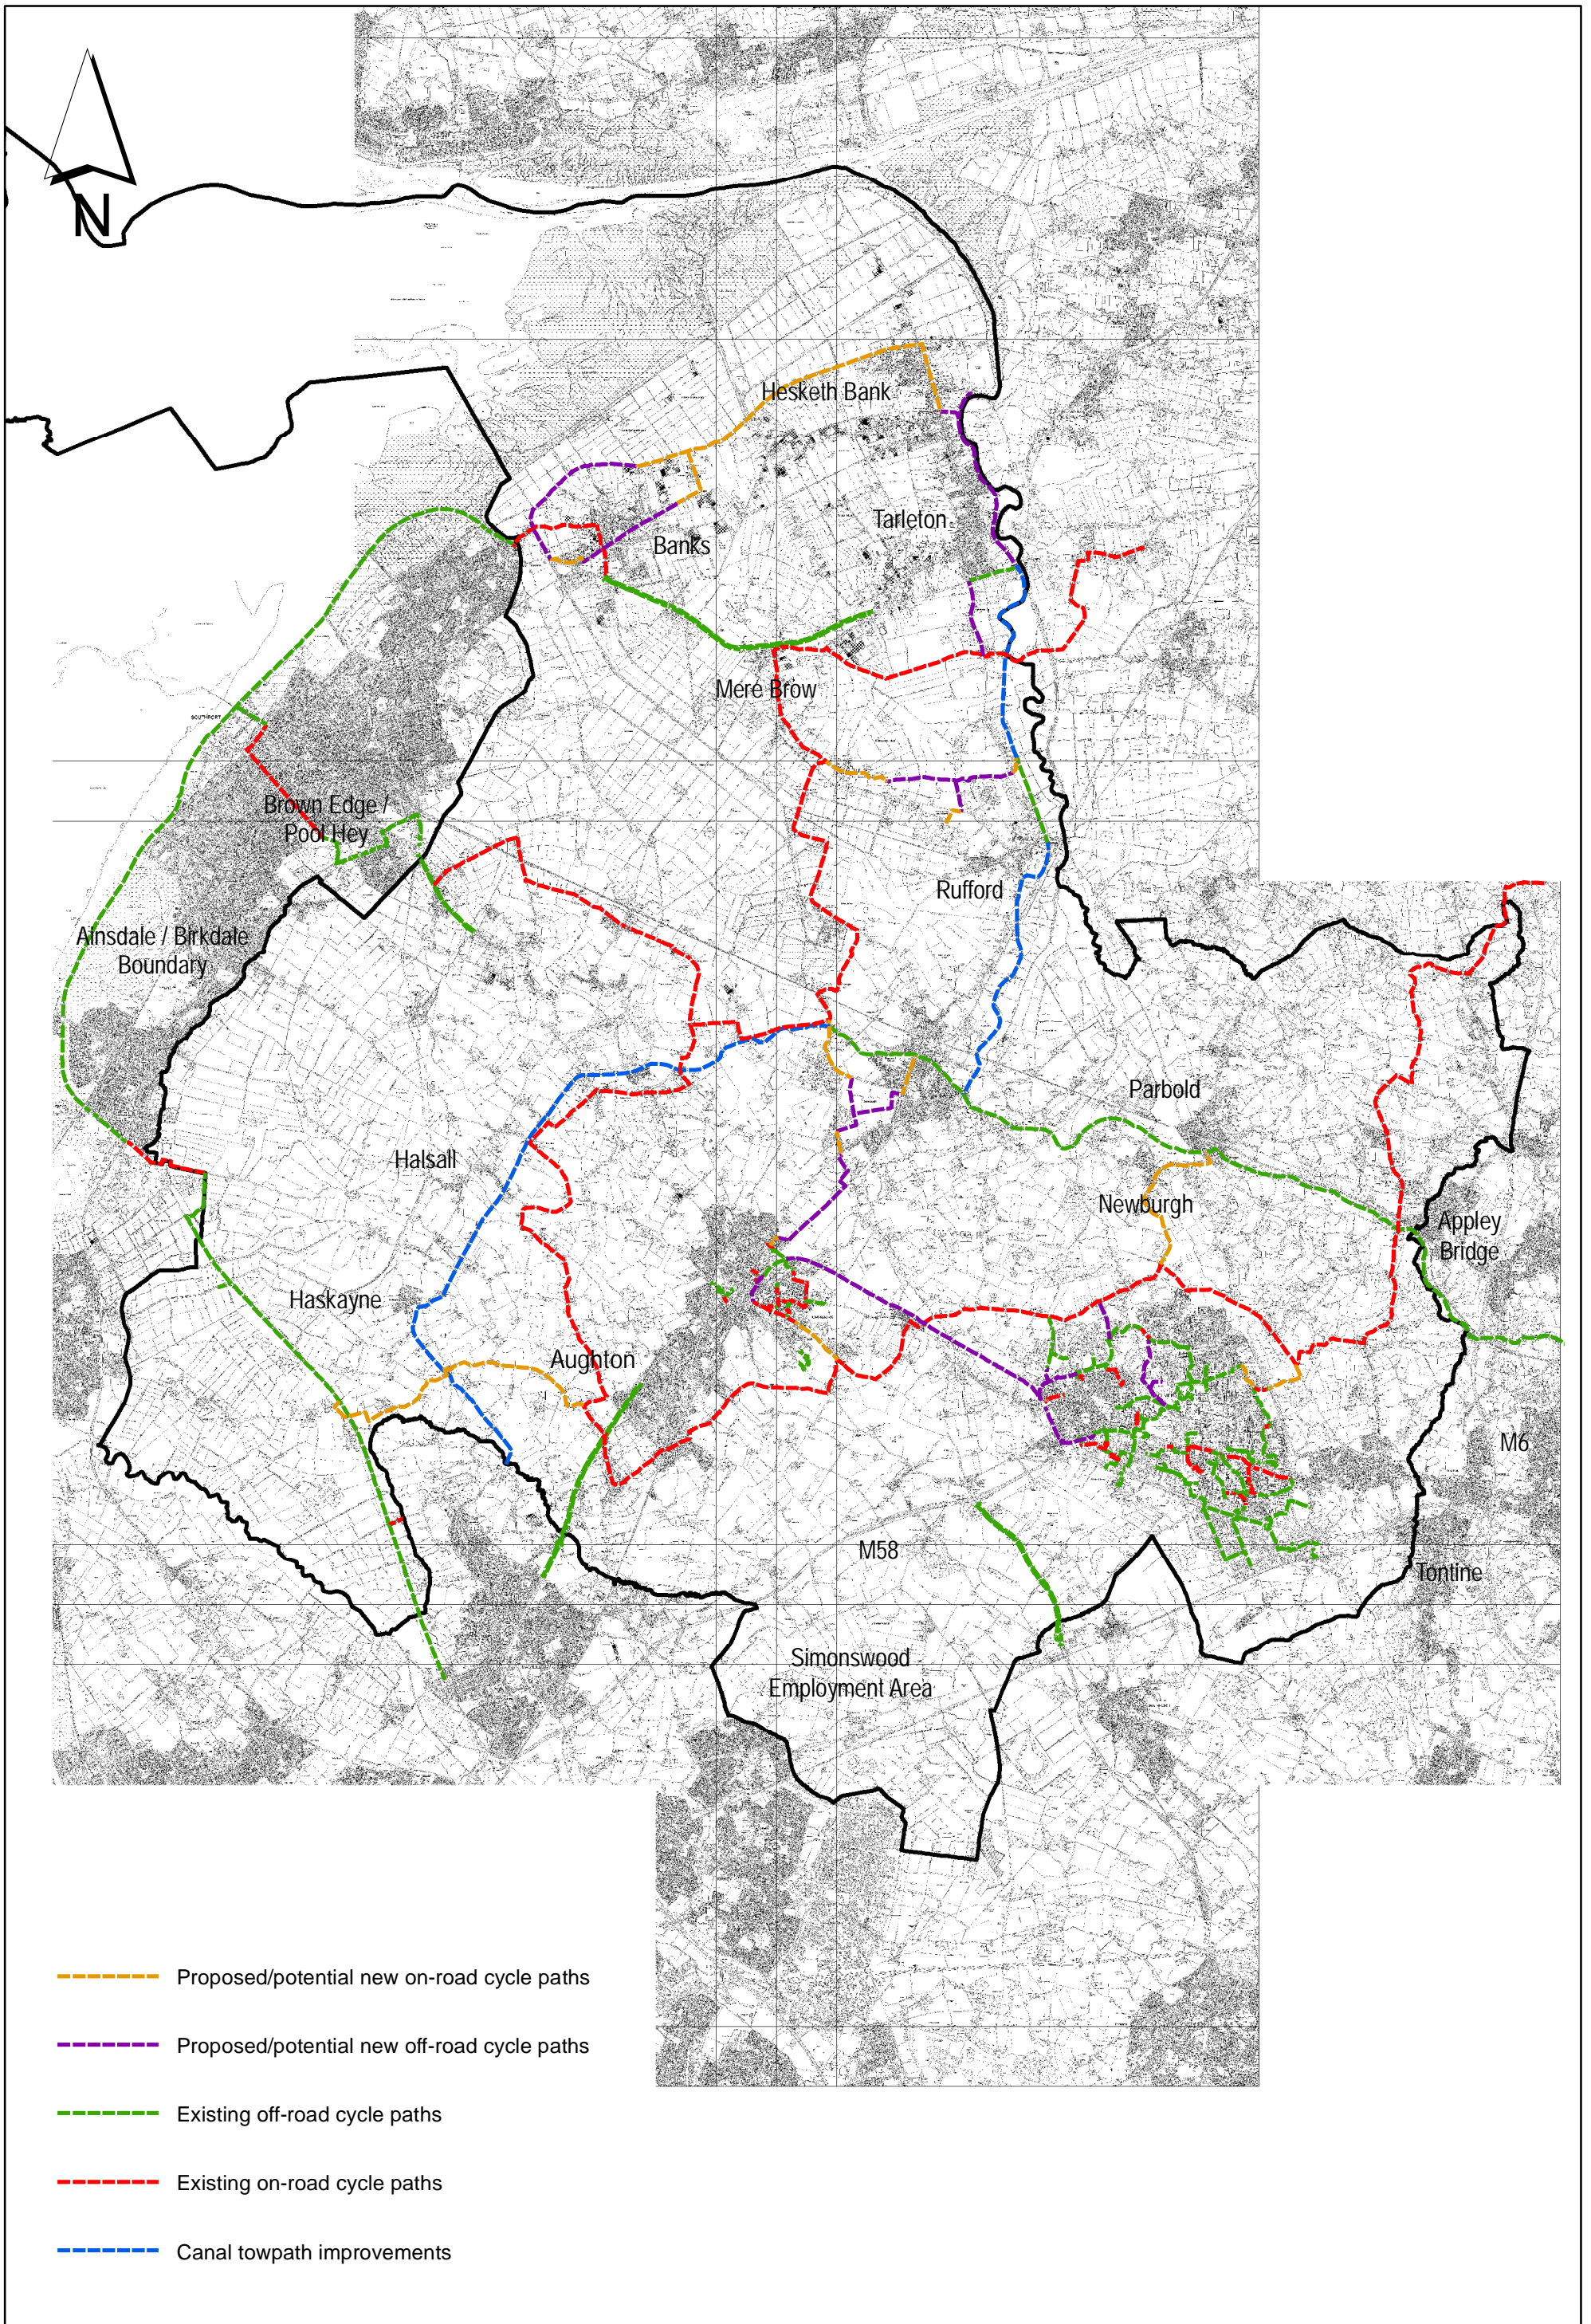 N
Hesketh Bank
Tarleton
Banks
Mere Brow
SOUTHPORT
Brown Edge /
Pool Hey
Rufford
Ainsdale / Birkdale
Boundary
Parbold
Halsall
Newburgh
Appley
Bridge
Haskayne
Aughton
M6
M58
Tontine
Simonswood
Employment Area
Proposed/potential new on-road cycle paths
Proposed/potential new off-road cycle paths
Existing off-road cycle paths
Existing on-road cycle paths
Canal towpath improvements